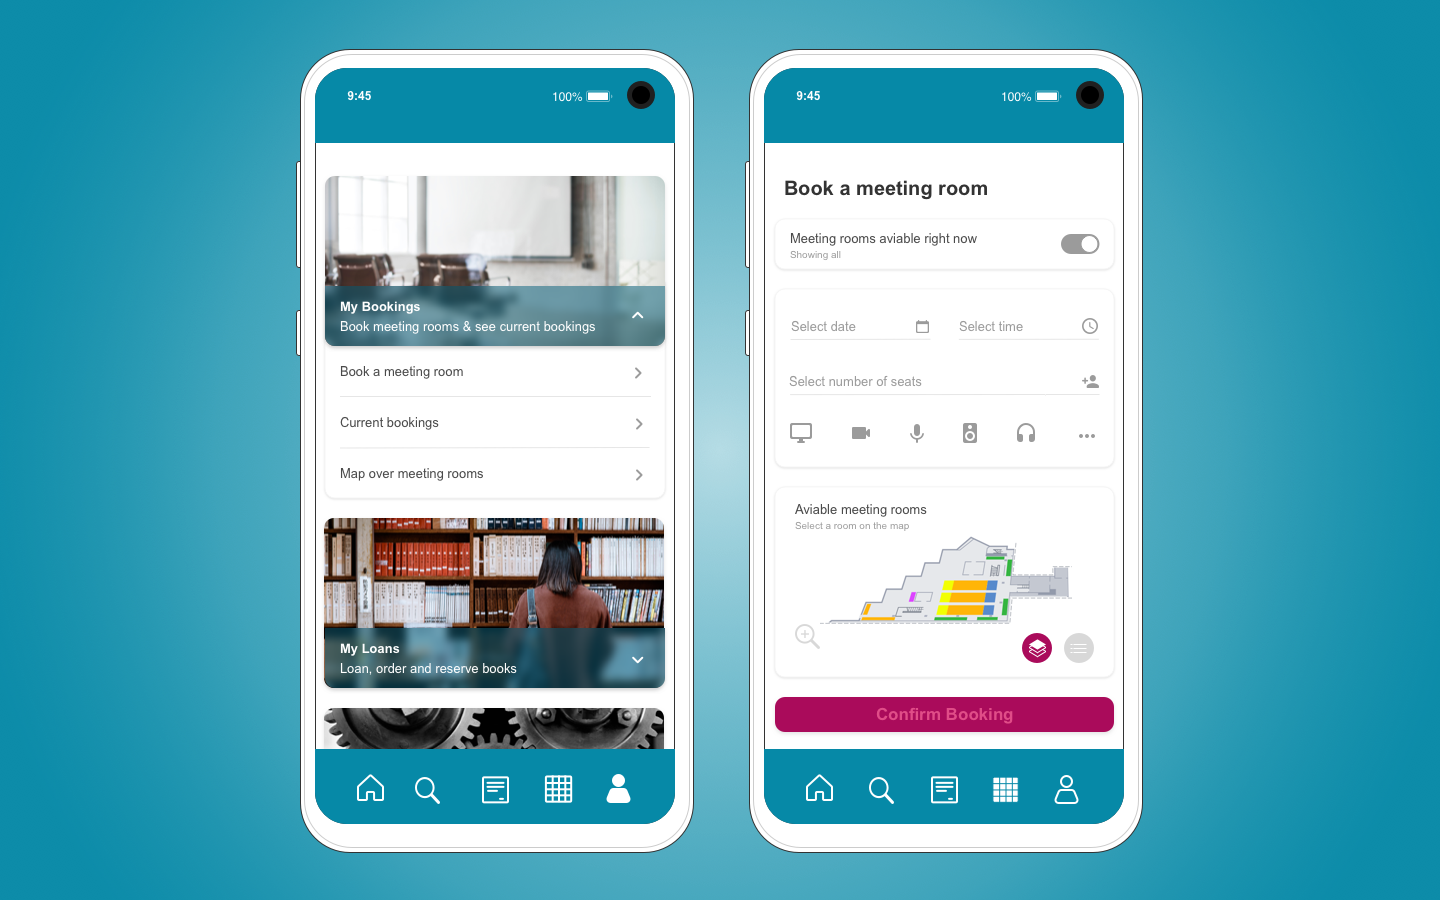 9:45
100%
My Bookings
Book meeting rooms & see current bookings
Book a meeting room
Current bookings
Map over meeting rooms
My Loans
Loan, order and reserve books
9:45
100%
Book a meeting room
Meeting rooms aviable right now
Showing all
Select date
Select time
Select number of seats
Aviable meeting rooms
Select a room on the map
Confirm Booking